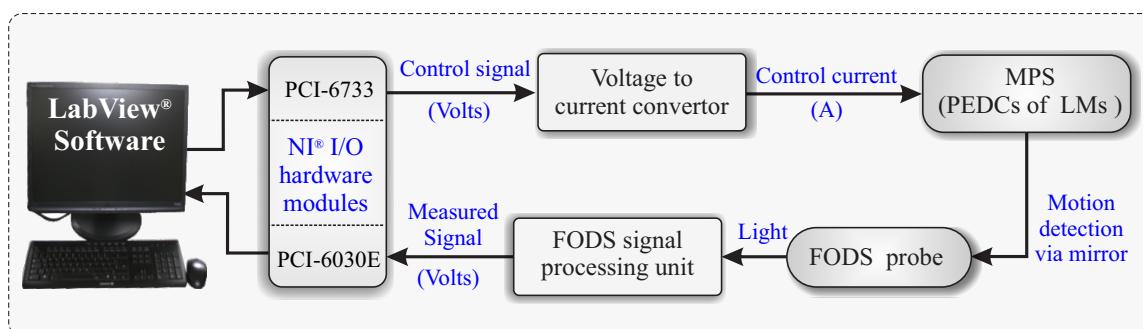 LabView®
Software
PCI-6733
NI® I/O
hardware
modules
PCI-6030E
Control signal
(Volts)
Voltage to
current convertor
Control current
(A)
MPS
(PEDCs of LMs )
Motion
detection
via mirror
FODS probe
Light
FODS signal
processing unit
Measured
Signal
(Volts)